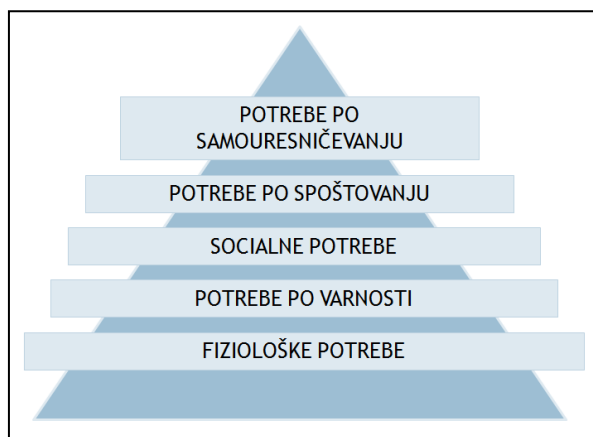 POTREBE PO
SAMOURESNIČEVANJU
POTREBE PO SPOŠTOVANJU
SOCIALNE POTREBE
POTREBE PO VARNOSTI
FIZIOLOŠKE POTREBE